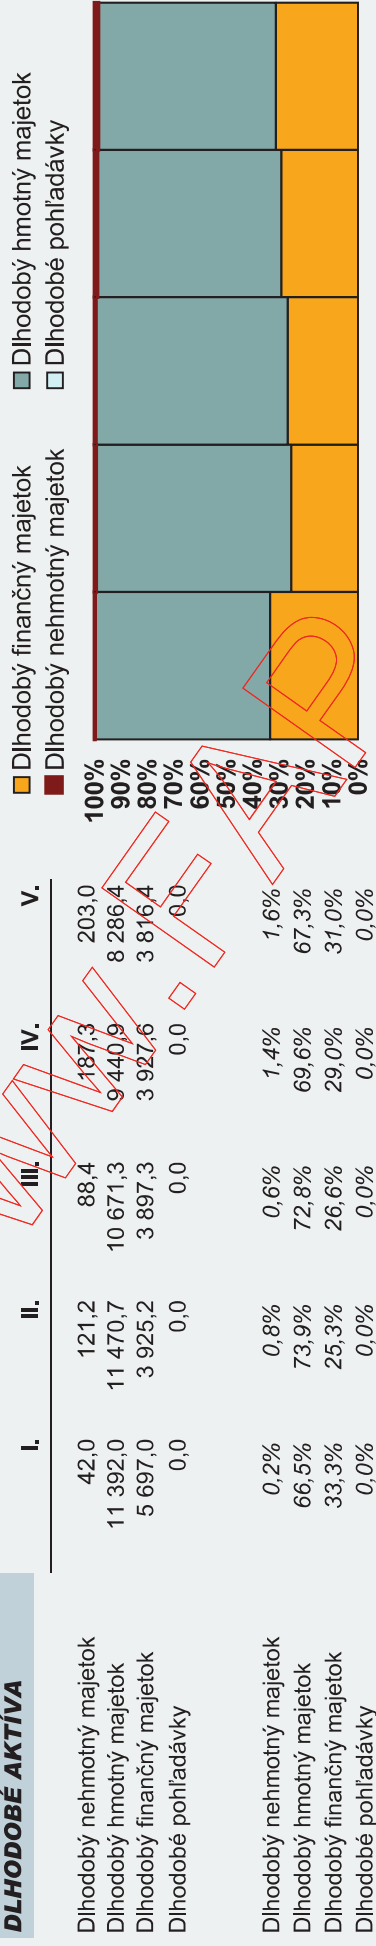 DLHODOBÉ AKTÍVA
I. II. III. IV. V.
Dlhodobý nehmotný majetok 42,0 121,2 88,4 187,3 203,0
Dlhodobý hmotný majetok 11 392,0 11 470,7 10 671,3 9 440,9 8 286,4
Dlhodobý finančný majetok 5 697,0 3 925,2 3 897,3 3 927,6 3 816,4
Dlhodobé pohľadávky 0,0 0,0 0,0 0,0 0,0
Dlhodobý nehmotný majetok 0,2% 0,8% 0,6% 1,4% 1,6%
Dlhodobý hmotný majetok 66,5% 73,9% 72,8% 69,6% 67,3%
Dlhodobý finančný majetok 33,3% 25,3% 26,6% 29,0% 31,0%
Dlhodobé pohľadávky 0,0% 0,0% 0,0% 0,0% 0,0%
Dlhodobý finančný majetok Dlhodobý hmotný majetok
Dlhodobý nehmotný majetok Dlhodobé pohľadávky
100%
90%
80%
70%
60%
50%
40%
30%
20%
10%
0%
WW.FAP